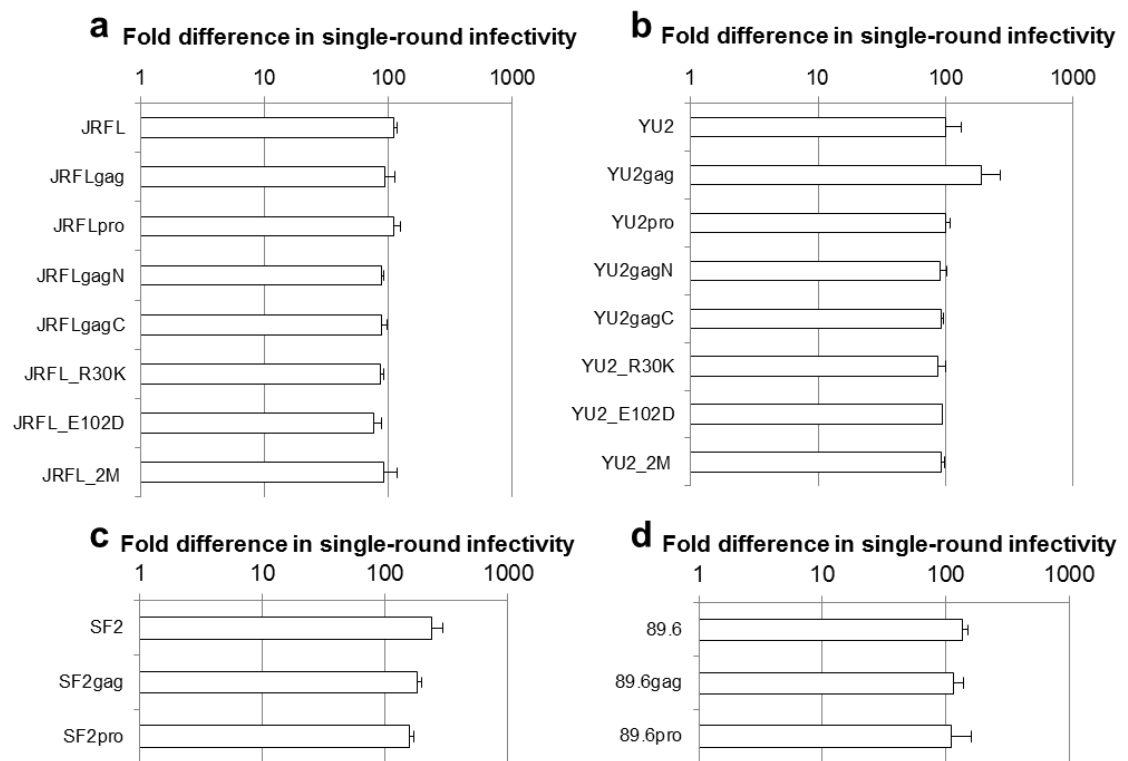 a Fold difference in single-round infectivity
1 10 100 1000
JRFL
JRFLgag
JRFLpro
JRFLgagN
JRFLgagC
JRFL_R30K
JRFL_E102D
JRFL_2M
b Fold difference in single-round infectivity
1 10 100 1000
YU2
YU2gag
YU2pro
YU2gagN
YU2gagC
YU2_R30K
YU2_E102D
YU2_2M
c Fold difference in single-round infectivity
1 10 100 1000
SF2
SF2gag
SF2pro
d Fold difference in single-round infectivity
1 10 100 1000
89.6
89.6gag
89.6pro